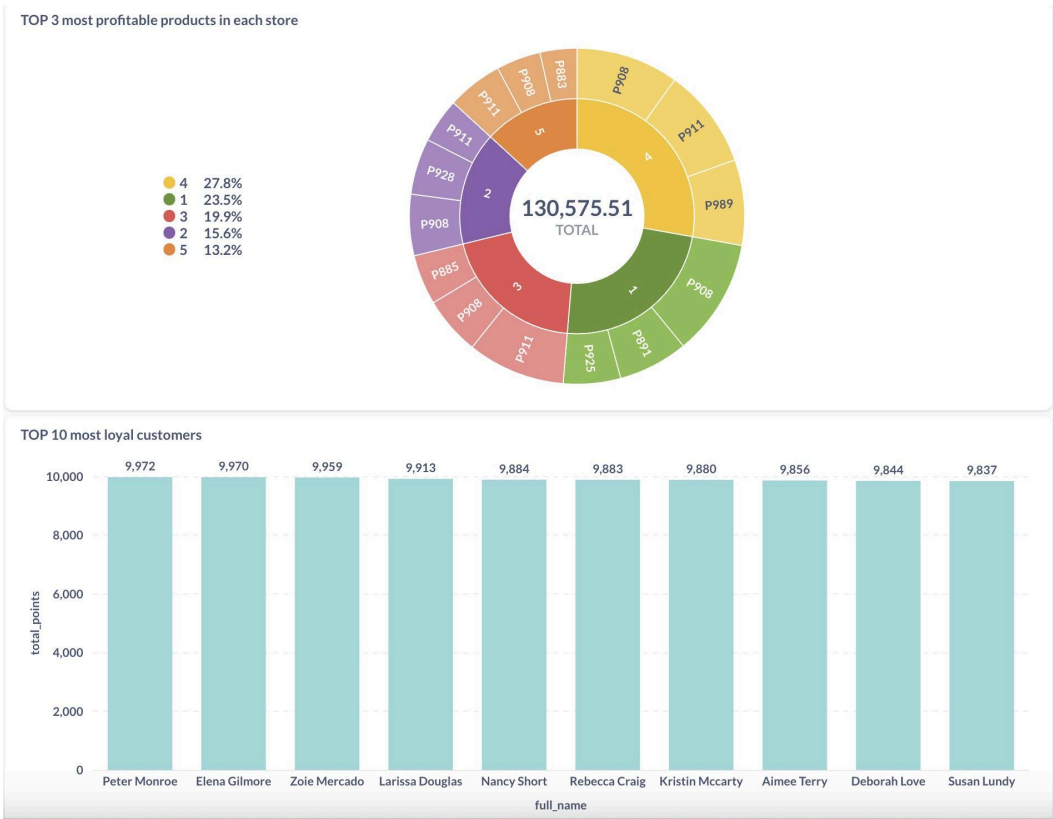 TOP 3 most profitable products in each store
4 27.8%
1 23.5%
3 19.9%
2 15.6%
5 13.2%
130,575.51
TOTAL
4
P908
P911
P989
1
P908
P891
P925
3
P911
P908
P885
2
P908
P928
P911
5
P911
P908
P883
TOP 10 most loyal customers
total_points
10,000
8,000
6,000
4,000
2,000
0
9,972
9,970
9,959
9,913
9,884
9,883
9,880
9,856
9,844
9,837
Peter Monroe
Elena Gilmore
Zoie Mercado
Larissa Douglas
Nancy Short
Rebecca Craig
Kristin Mccarty
Aimee Terry
Deborah Love
Susan Lundy
full_name